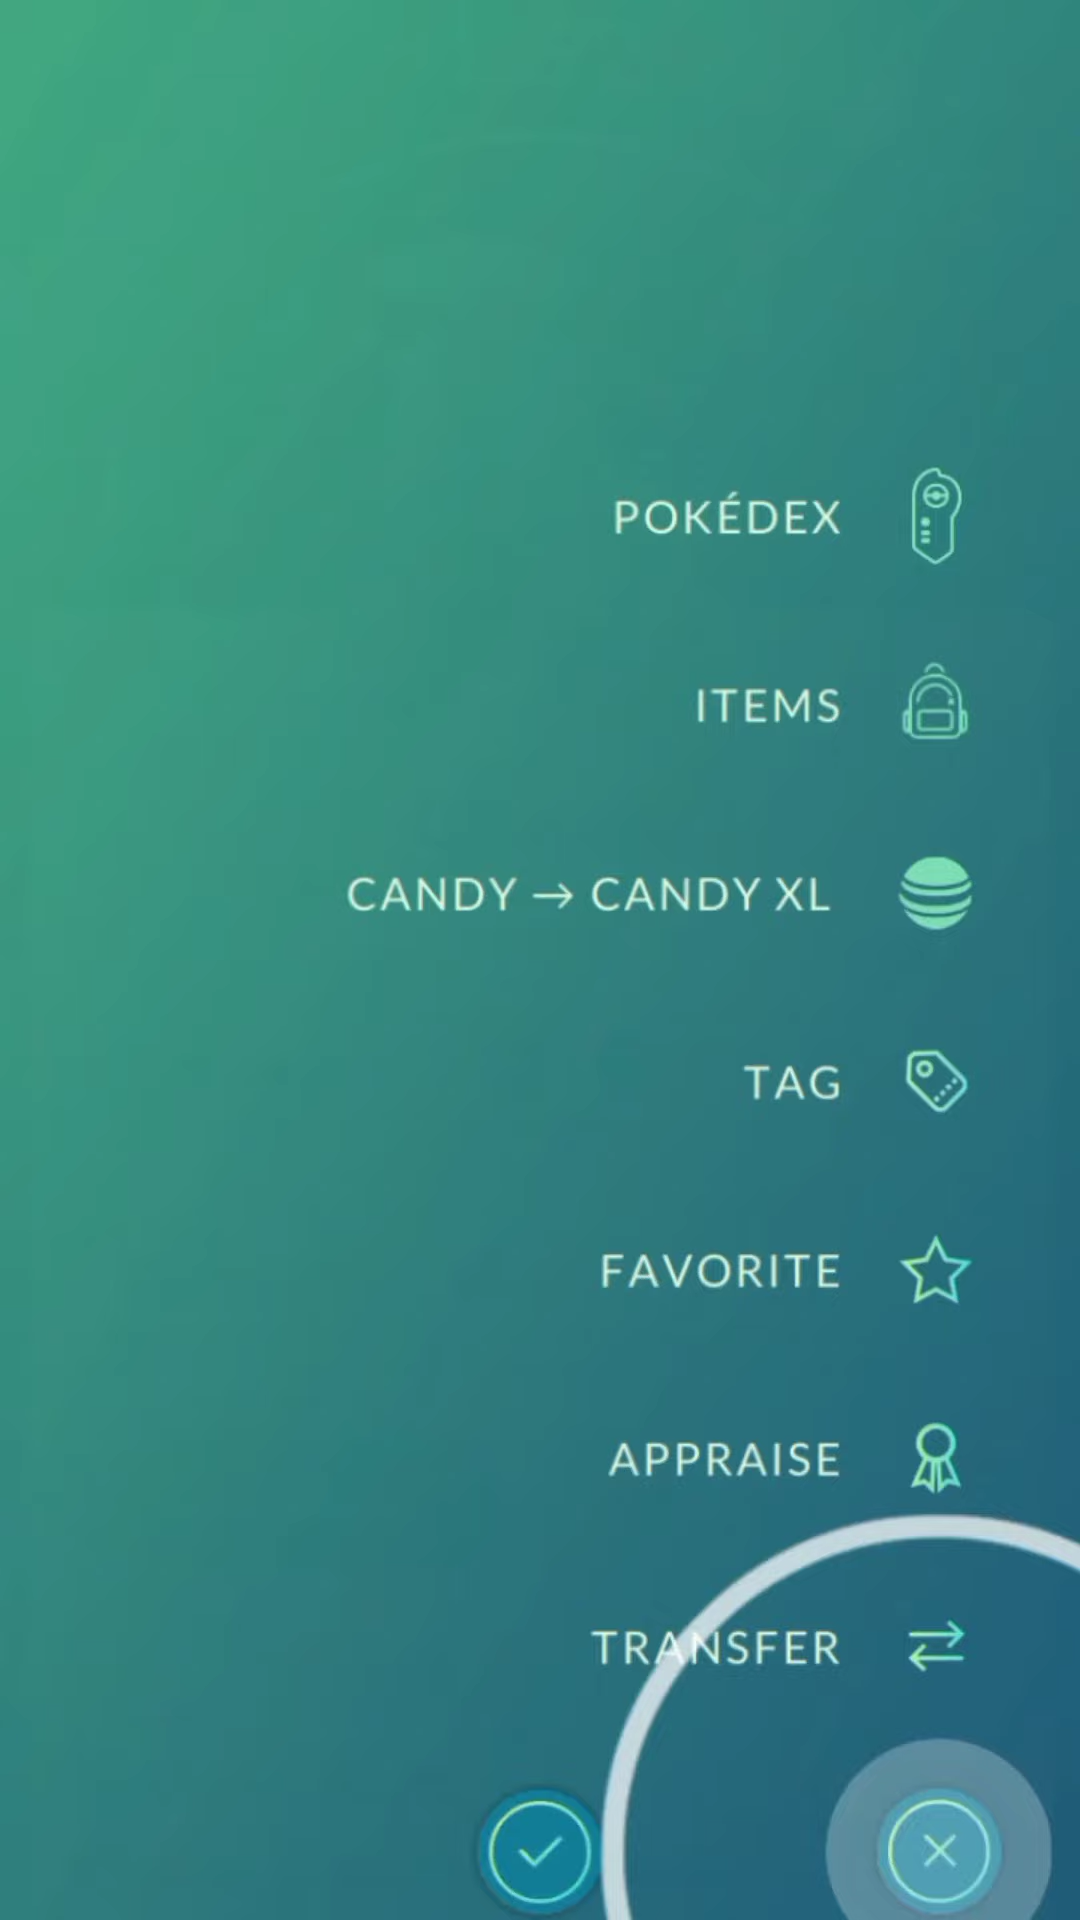 POKÉDEX
ITEMS
CANDY → CANDY XL
TAG
FAVORITE
APPRAISE
TRANSFER